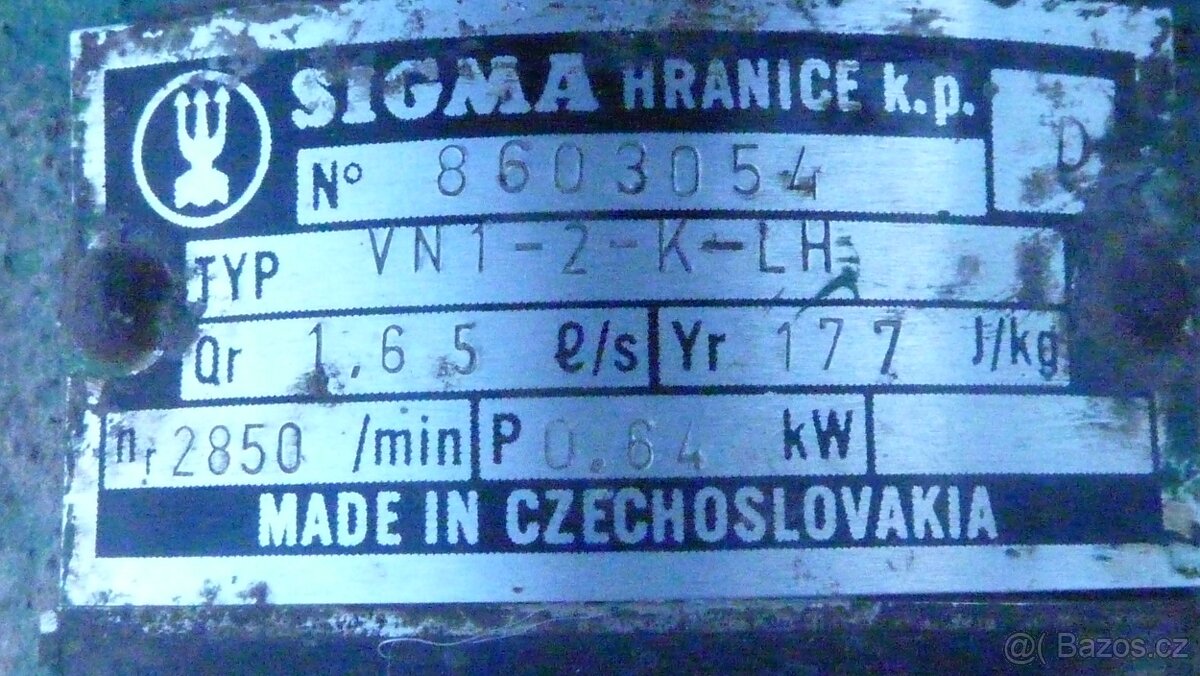 SIGMA HRANICE k.p.
D
Nº 8603054
TYP VN1-2-K-LH
Qr 1,65 ℓ/s Yr 177 J/kg
nr 2850 /min P 0.64 kW
MADE IN CZECHOSLOVAKIA
@( Bazos.cz